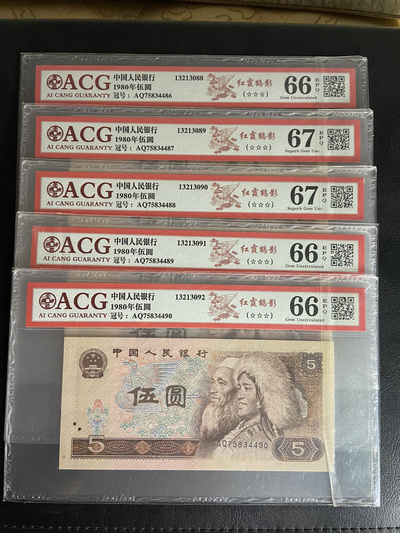 ACG 中国人民银行 13213088 红霞鹤影 66 EPQ
AI CANG GUARANTY 1980年伍圆 冠号：AQ75834486 (☆☆☆) Gem Uncirculated
ACG 中国人民银行 13213089 红霞鹤影 67 EPQ
AI CANG GUARANTY 1980年伍圆 冠号：AQ75834487 (☆☆☆) Superb Gem Unc
ACG 中国人民银行 13213090 红霞鹤影 67 EPQ
AI CANG GUARANTY 1980年伍圆 冠号：AQ75834488 (☆☆☆) Superb Gem Unc
ACG 中国人民银行 13213091 红霞鹤影 66 EPQ
AI CANG GUARANTY 1980年伍圆 冠号：AQ75834489 (☆☆☆) Gem Uncirculated
ACG 中国人民银行 13213092 红霞鹤影 66 EPQ
AI CANG GUARANTY 1980年伍圆 冠号：AQ75834490 (☆☆☆) Gem Uncirculated
中国人民银行 5
伍圆
AQ75834490
5 5